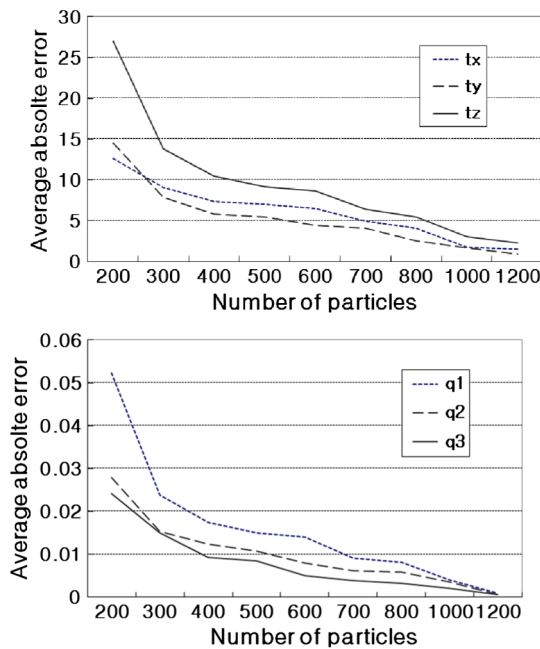 Average absolte error
30
25
20
15
10
5
0
tx
ty
tz
200 300 400 500 600 700 800 1000 1200
Number of particles
Average absolte error
0.06
0.05
0.04
0.03
0.02
0.01
0
q1
q2
q3
200 300 400 500 600 700 800 1000 1200
Number of particles